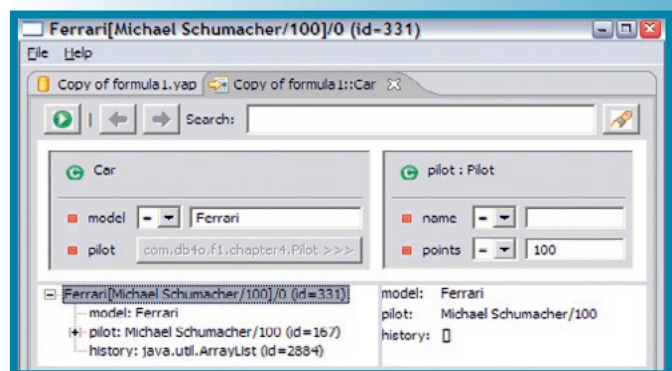 Ferrari[Michael Schumacher/100]/0 (id=331)
File Help
Copy of formula1.yap Copy of formula1::Car
Search:
Car
model = Ferrari
pilot com.db4o.f1.chapter4.Pilot >>>
pilot : Pilot
name =
points = 100
Ferrari[Michael Schumacher/100]/0 (id=331)
model: Ferrari
pilot: Michael Schumacher/100 (id=167)
history: java.util.ArrayList (id=2884)
model: Ferrari
pilot: Michael Schumacher/100
history: []